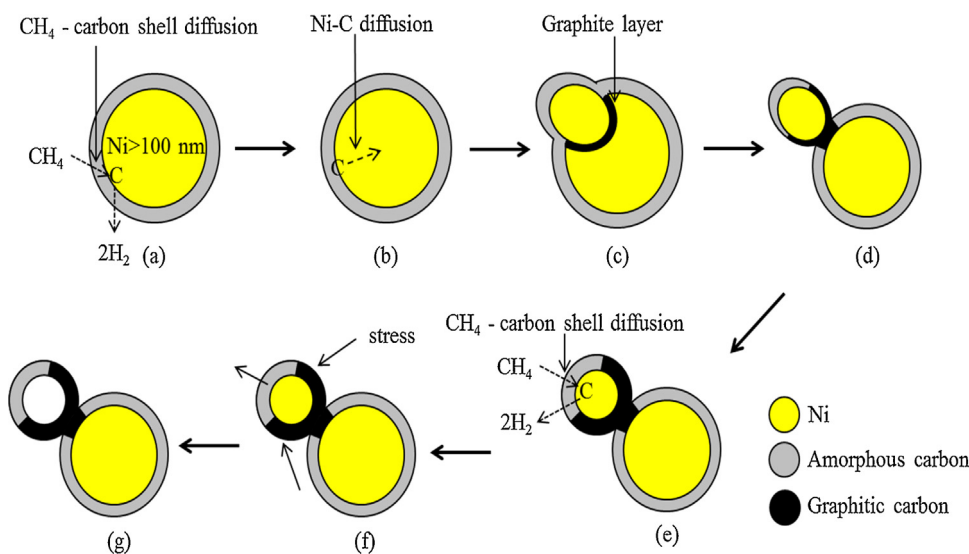 CH₄ - carbon shell diffusion
Ni-C diffusion
Graphite layer
CH₄
Ni>100 nm
C
2H₂
(a)
C
(b)
(c)
(d)
CH₄ - carbon shell diffusion
stress
CH₄
C
2H₂
Ni
Amorphous carbon
Graphitic carbon
(g)
(f)
(e)